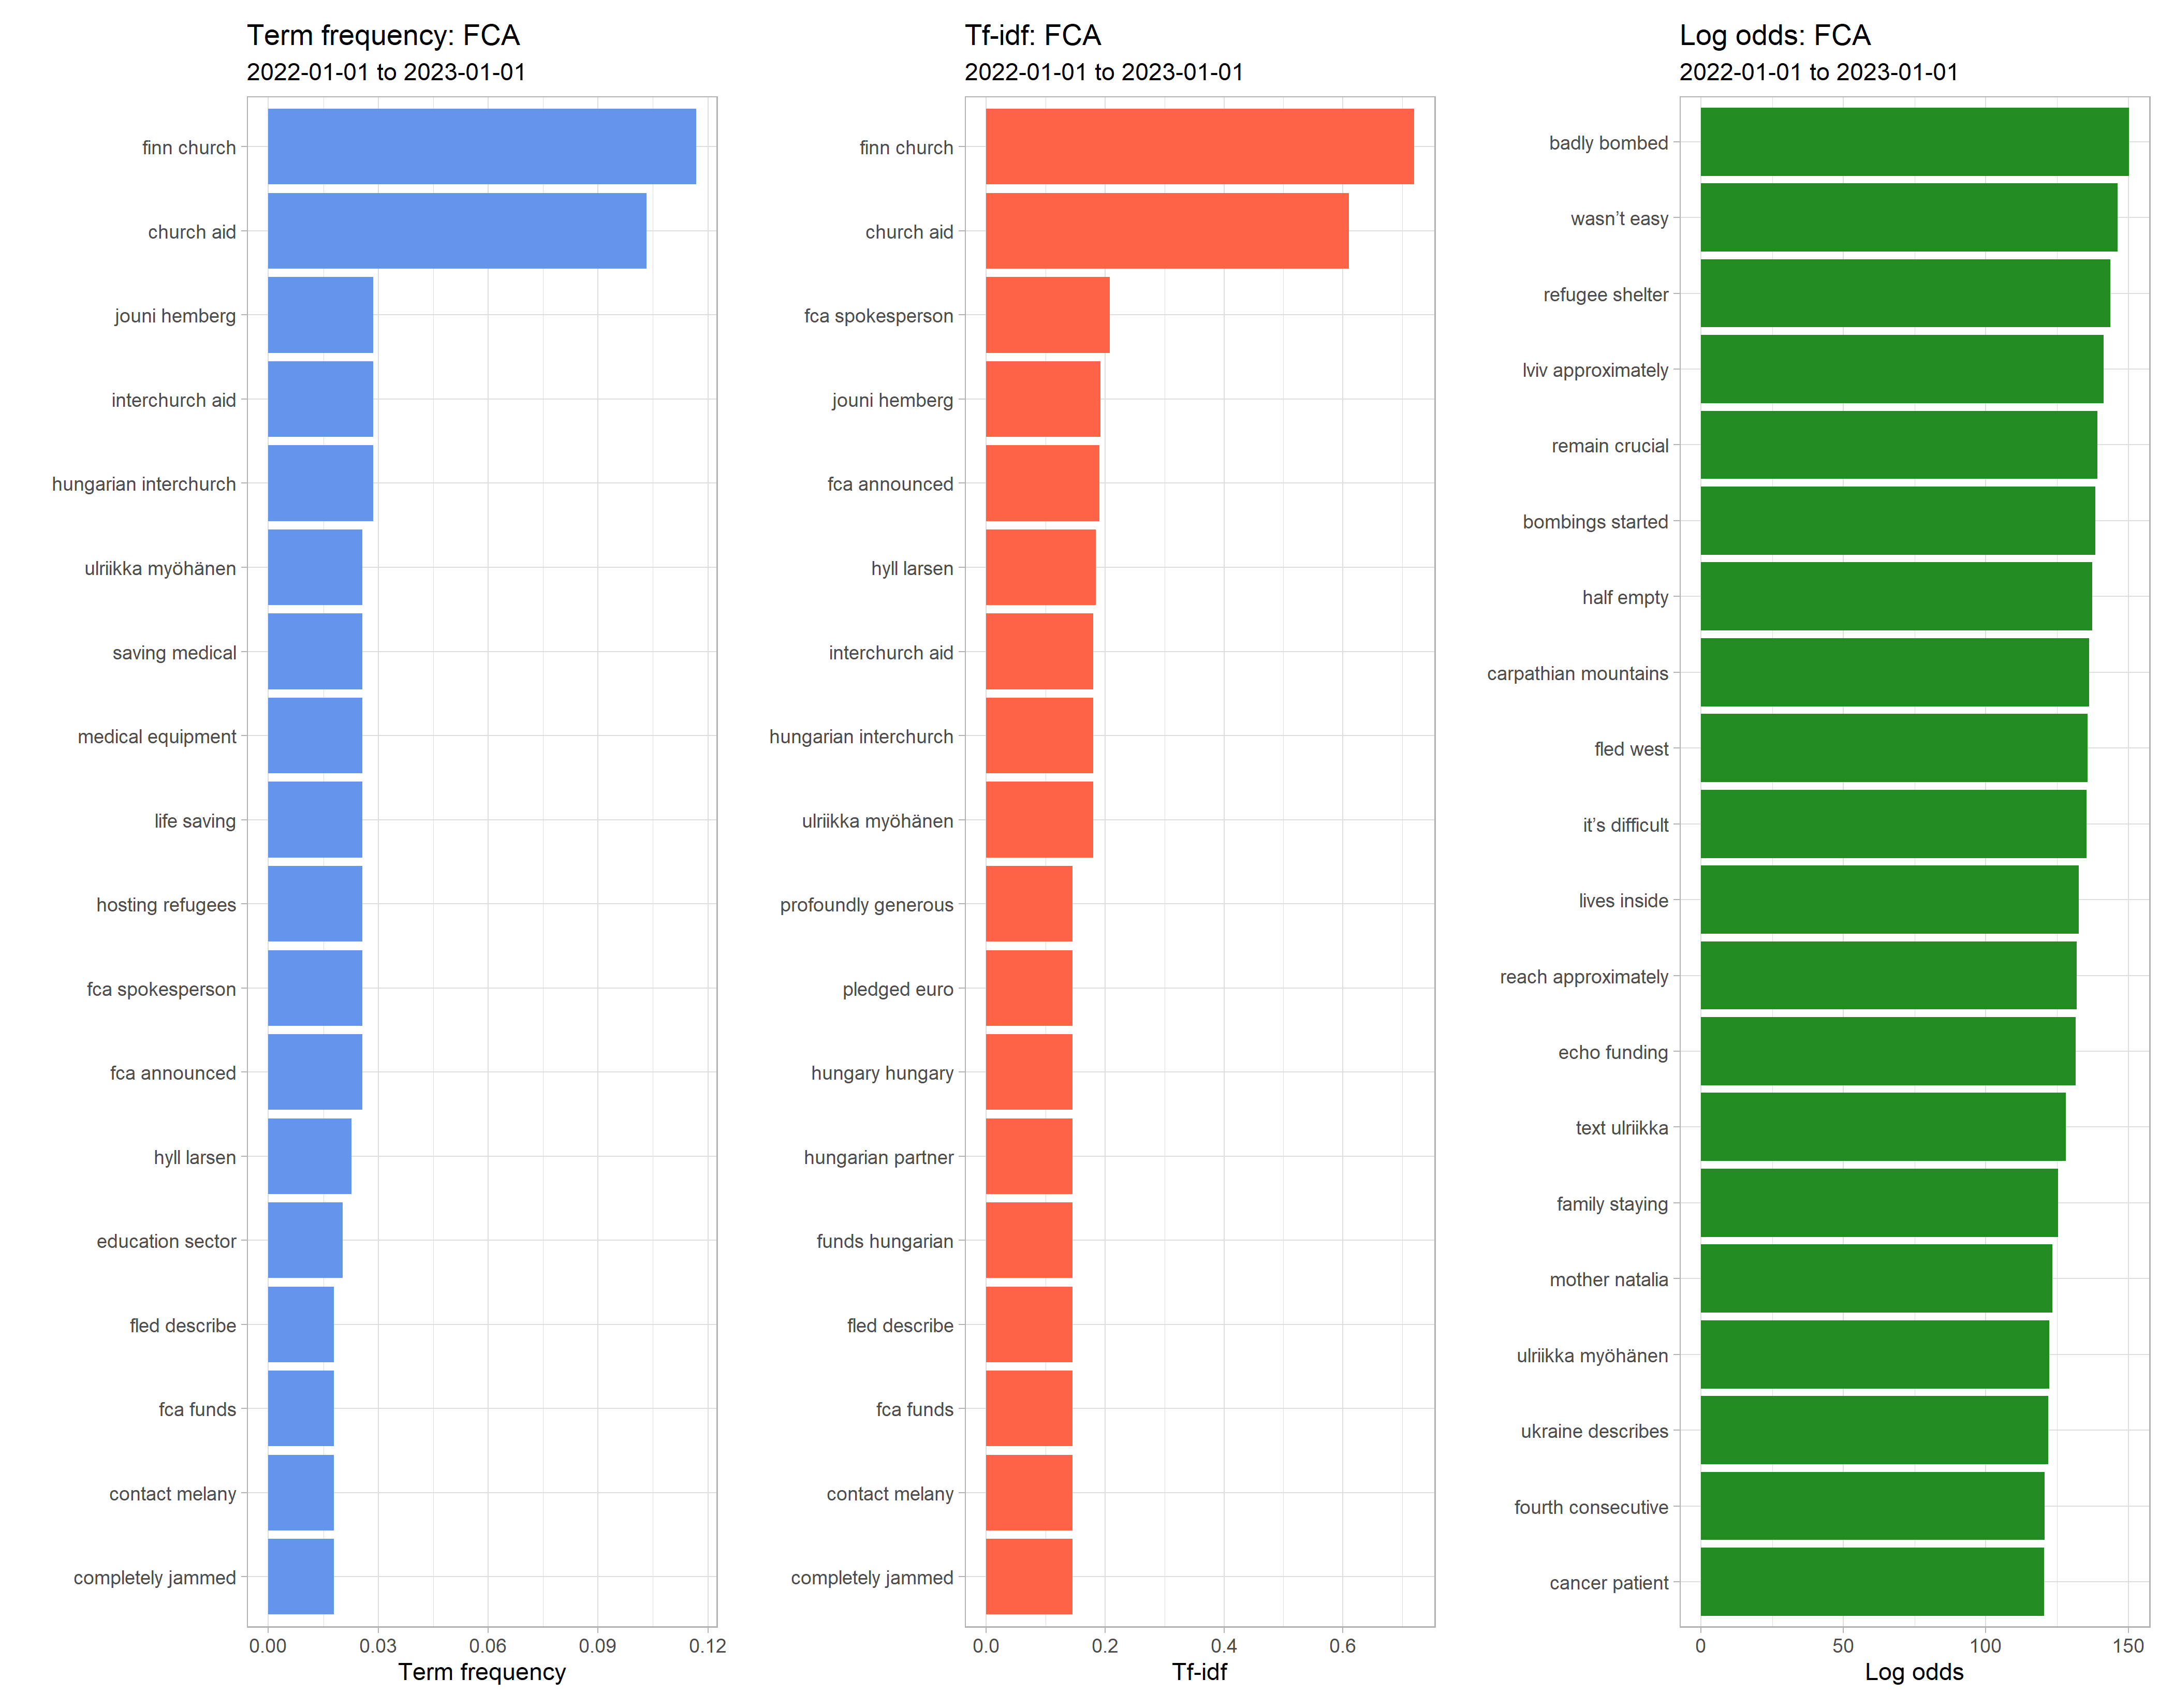 Term frequency: FCA
2022-01-01 to 2023-01-01
finn church
church aid
jouni hemberg
interchurch aid
hungarian interchurch
ulriikka myöhänen
saving medical
medical equipment
life saving
hosting refugees
fca spokesperson
fca announced
hyll larsen
education sector
fled describe
fca funds
contact melany
completely jammed
0.00 0.03 0.06 0.09 0.12
Term frequency
Tf-idf: FCA
2022-01-01 to 2023-01-01
finn church
church aid
fca spokesperson
jouni hemberg
fca announced
hyll larsen
interchurch aid
hungarian interchurch
ulriikka myöhänen
profoundly generous
pledged euro
hungary hungary
hungarian partner
funds hungarian
fled describe
fca funds
contact melany
completely jammed
0.0 0.2 0.4 0.6
Tf-idf
Log odds: FCA
2022-01-01 to 2023-01-01
badly bombed
wasn’t easy
refugee shelter
lviv approximately
remain crucial
bombings started
half empty
carpathian mountains
fled west
it’s difficult
lives inside
reach approximately
echo funding
text ulriikka
family staying
mother natalia
ulriikka myöhänen
ukraine describes
fourth consecutive
cancer patient
0 50 100 150
Log odds